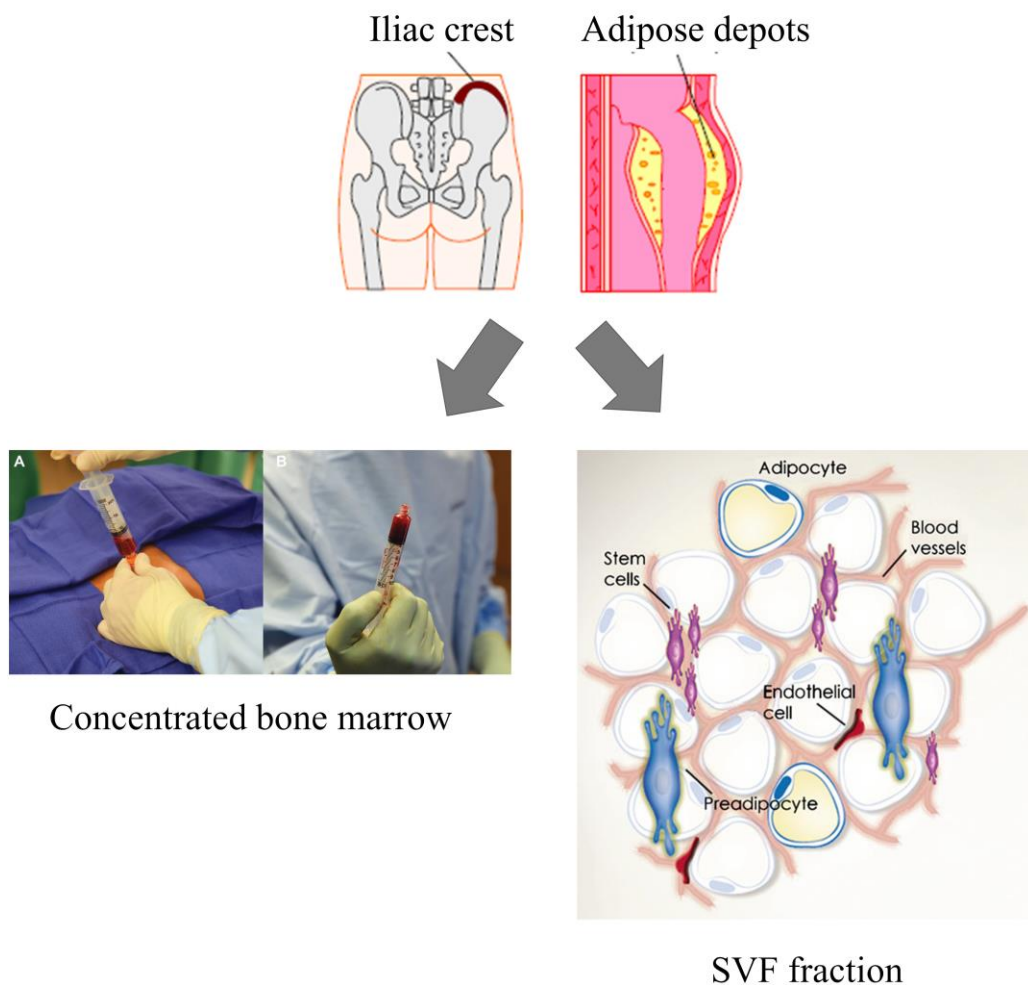 Iliac crest
Adipose depots
A
B
Concentrated bone marrow
Adipocyte
Blood
vessels
Stem
cells
Endothelial
cell
Preadipocyte
SVF fraction